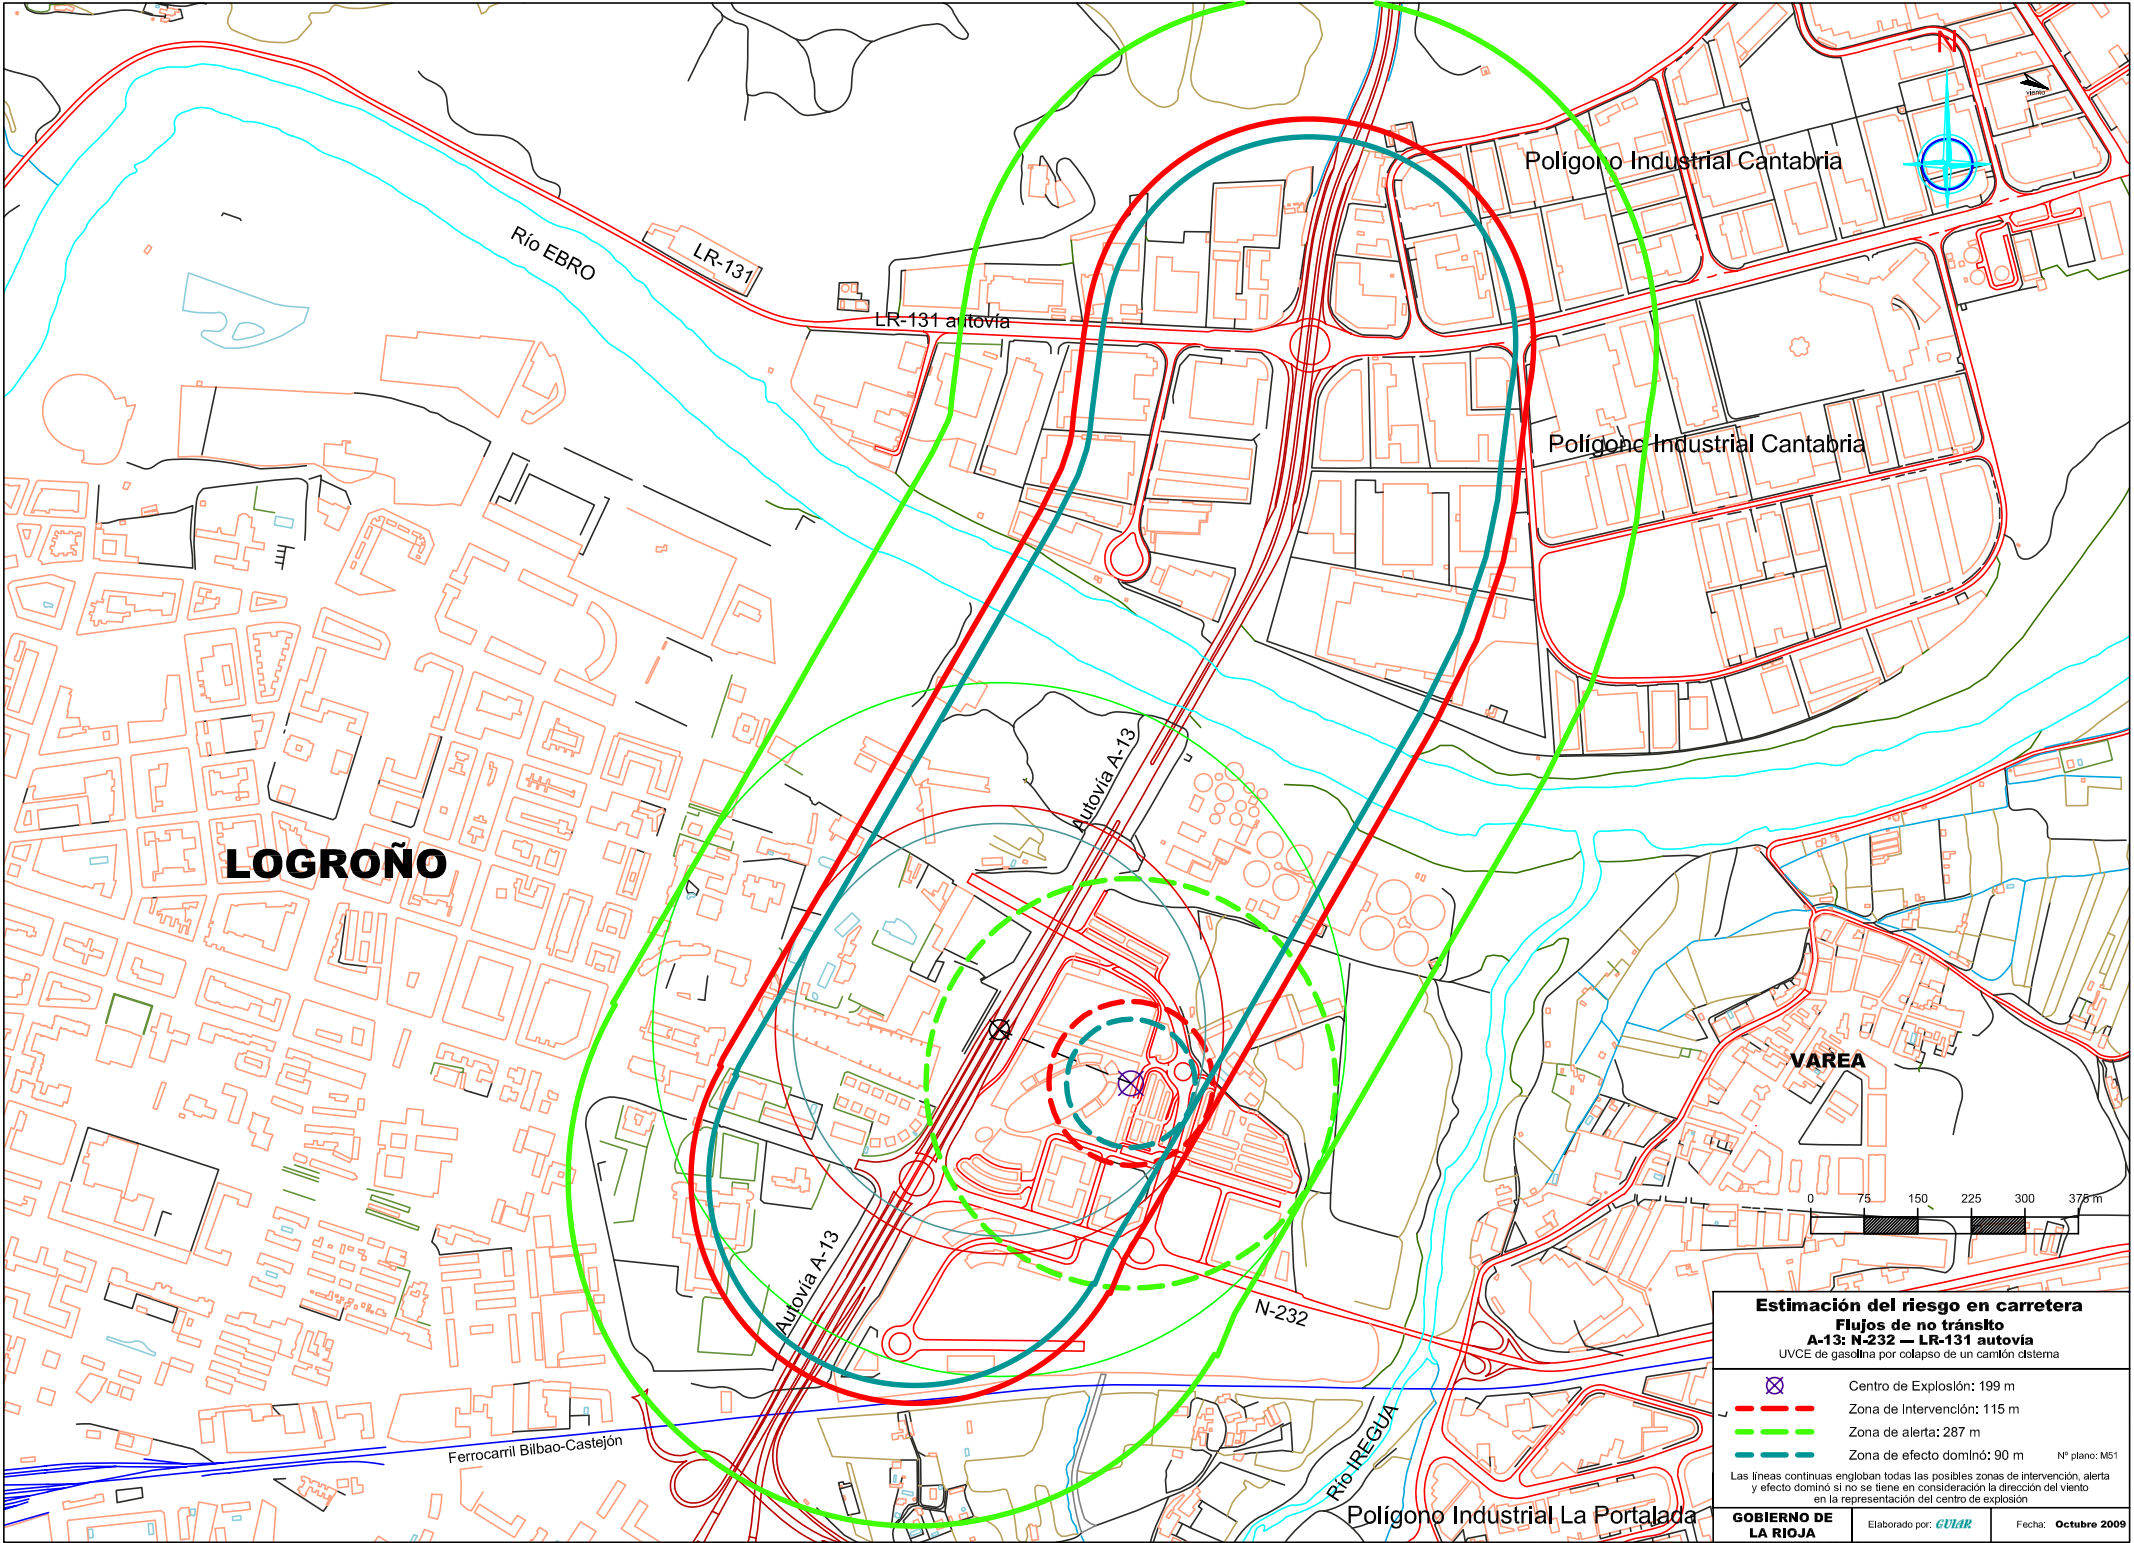 N
viento
Polígono Industrial Cantabria
Río EBRO
LR-131
LR-131 autovía
Polígono Industrial Cantabria
Autovía A-13
LOGROÑO
VAREA
0 75 150 225 300 375 m
Autovía A-13
N-232
Ferrocarril Bilbao-Castejón
Río IREGUA
Polígono Industrial La Portalada
Estimación del riesgo en carretera
Flujos de no tránsito
A-13: N-232 — LR-131 autovía
UVCE de gasolina por colapso de un camión cisterna
Centro de Explosión: 199 m
Zona de Intervención: 115 m
Zona de alerta: 287 m
Zona de efecto dominó: 90 m
Nº plano: M51
Las líneas continuas engloban todas las posibles zonas de intervención, alerta
y efecto dominó si no se tiene en consideración la dirección del viento
en la representación del centro de explosión
GOBIERNO DE
LA RIOJA
Elaborado por: GUIAR
Fecha: Octubre 2009